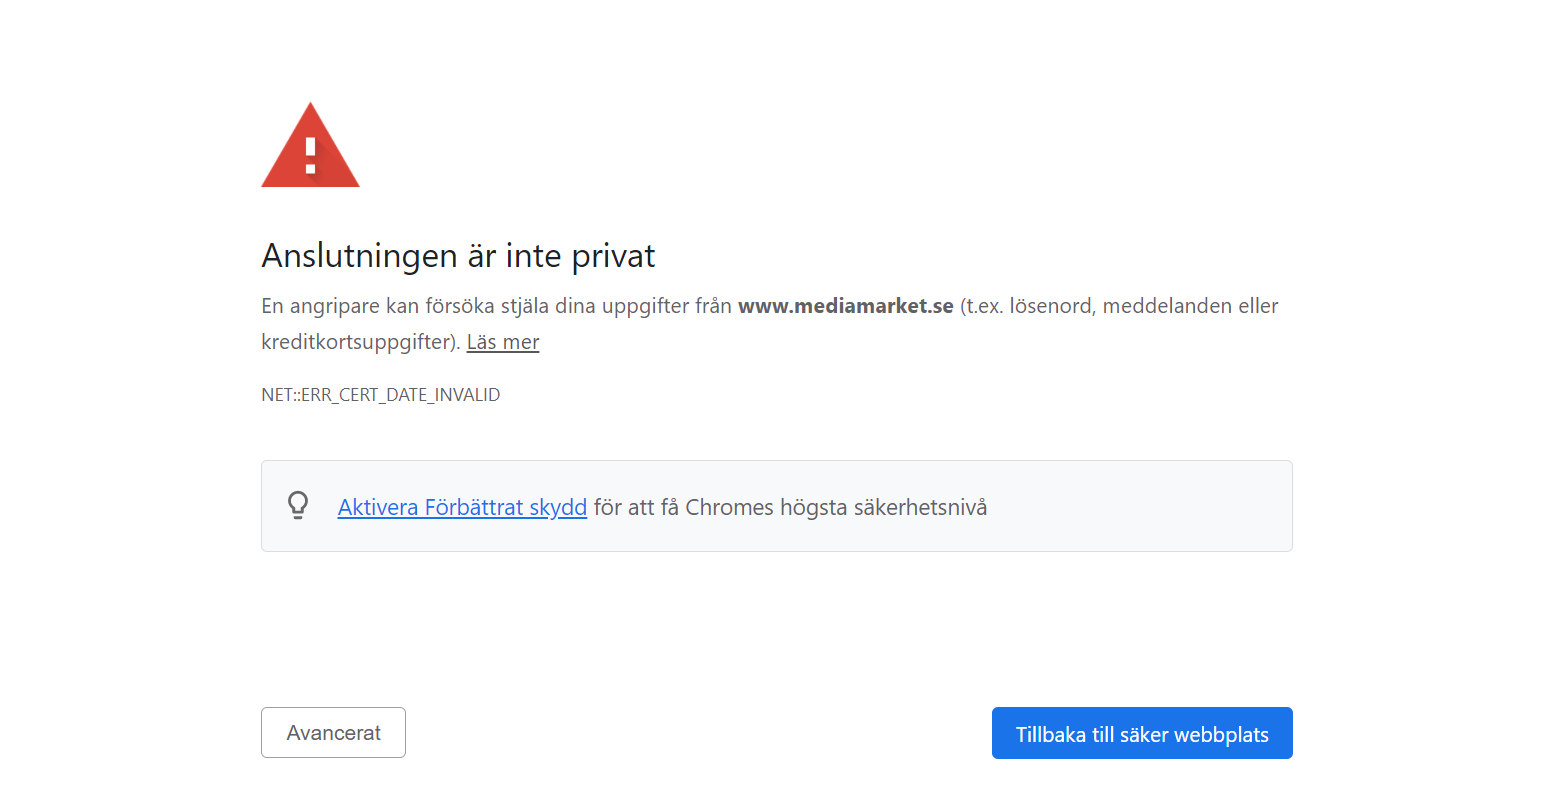 Anslutningen är inte privat
En angripare kan försöka stjäla dina uppgifter från www.mediamarket.se (t.ex. lösenord, meddelanden eller
kreditkortsuppgifter). Läs mer
NET::ERR_CERT_DATE_INVALID
Aktivera Förbättrat skydd för att få Chromes högsta säkerhetsnivå
Avancerat
Tillbaka till säker webbplats